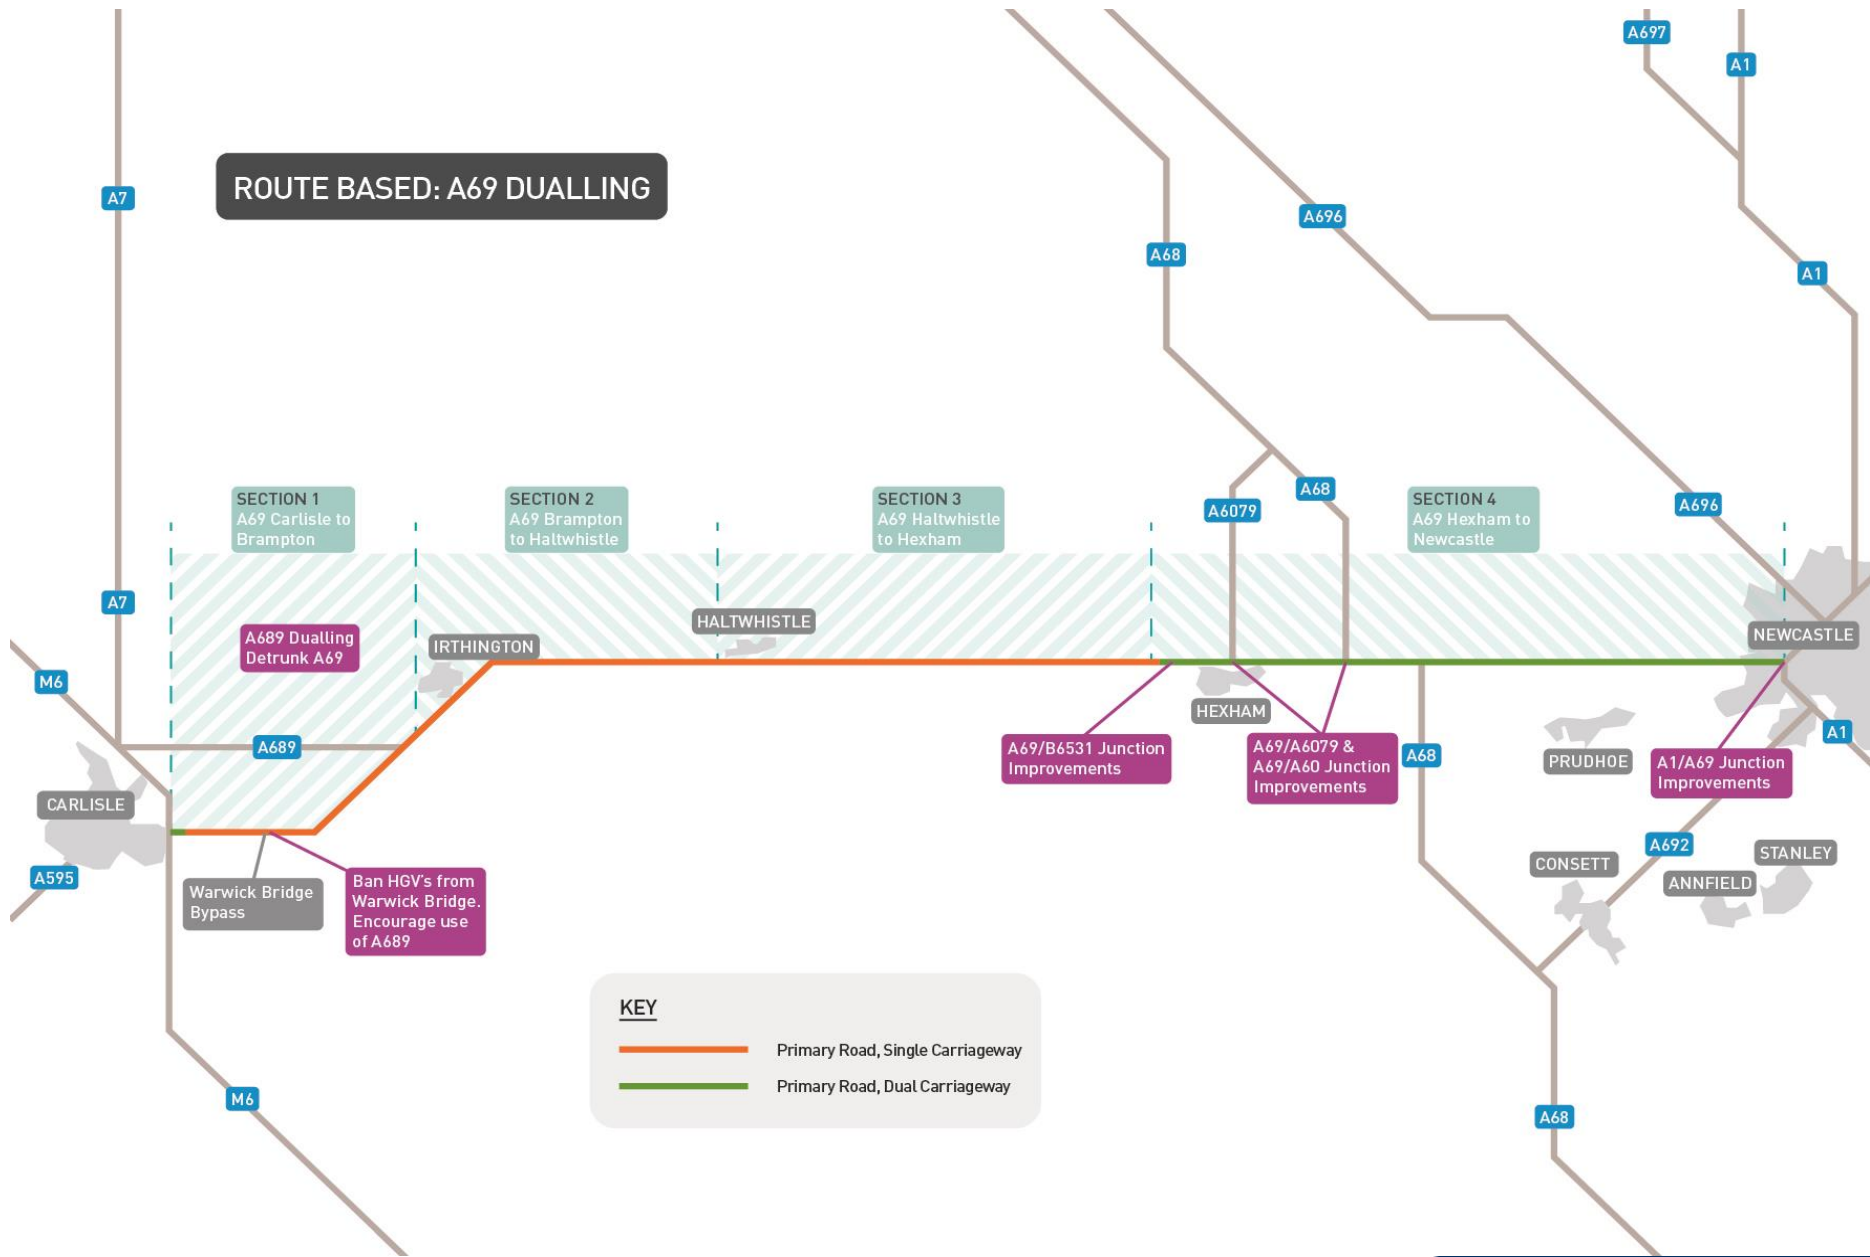 A697
A1
ROUTE BASED: A69 DUALLING
A7
A696
A68
A1
SECTION 1
A69 Carlisle to
Brampton
SECTION 2
A69 Brampton
to Haltwhistle
SECTION 3
A69 Haltwhistle
to Hexham
A6079
A68
SECTION 4
A69 Hexham to
Newcastle
A696
A7
A689 Dualling
Detrunk A69
IRTHINGTON
HALTWHISTLE
NEWCASTLE
M6
A689
HEXHAM
A69/B6531 Junction
Improvements
A69/A6079 &
A69/A60 Junction
Improvements
A68
PRUDHOE
A1/A69 Junction
Improvements
A1
CARLISLE
A595
Warwick Bridge
Bypass
Ban HGV's from
Warwick Bridge.
Encourage use
of A689
A692
CONSETT
STANLEY
ANNFIELD
KEY
Primary Road, Single Carriageway
Primary Road, Dual Carriageway
M6
A68